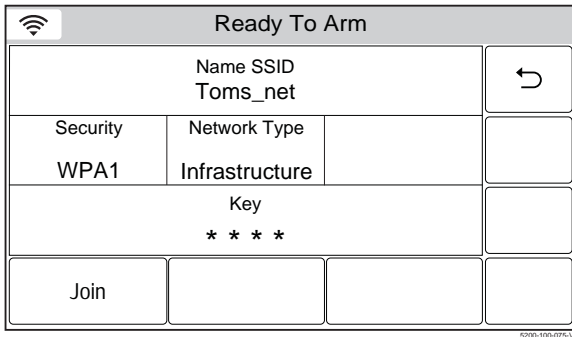 Ready To Arm
Name SSID
Toms_net
Security Network Type
WPA1 Infrastructure
Key
* * * *
Join
5200-100-075-V